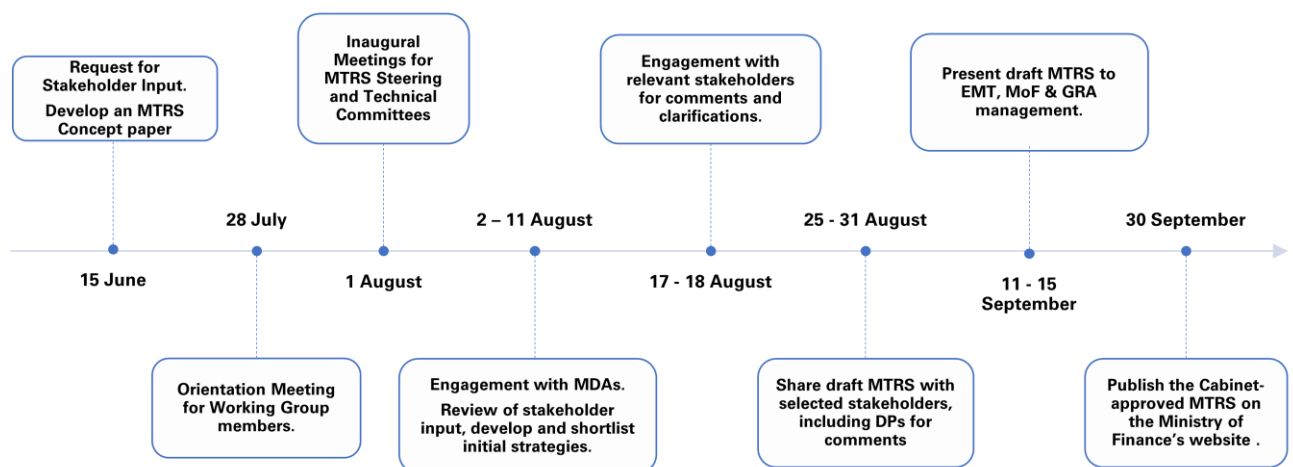 Request for
Stakeholder Input.
Develop an MTRS
Concept paper
Inaugural
Meetings for
MTRS Steering
and Technical
Committees
Engagement with
relevant stakeholders
for comments and
clarifications.
Present draft MTRS to
EMT, MoF & GRA
management.
28 July
2 – 11 August
25 - 31 August
30 September
15 June
1 August
17 - 18 August
11 - 15
September
Orientation Meeting
for Working Group
members.
Engagement with MDAs.
Review of stakeholder
input, develop and shortlist
initial strategies.
Share draft MTRS with
selected stakeholders,
including DPs for
comments
Publish the Cabinet-
approved MTRS on
the Ministry of
Finance's website .